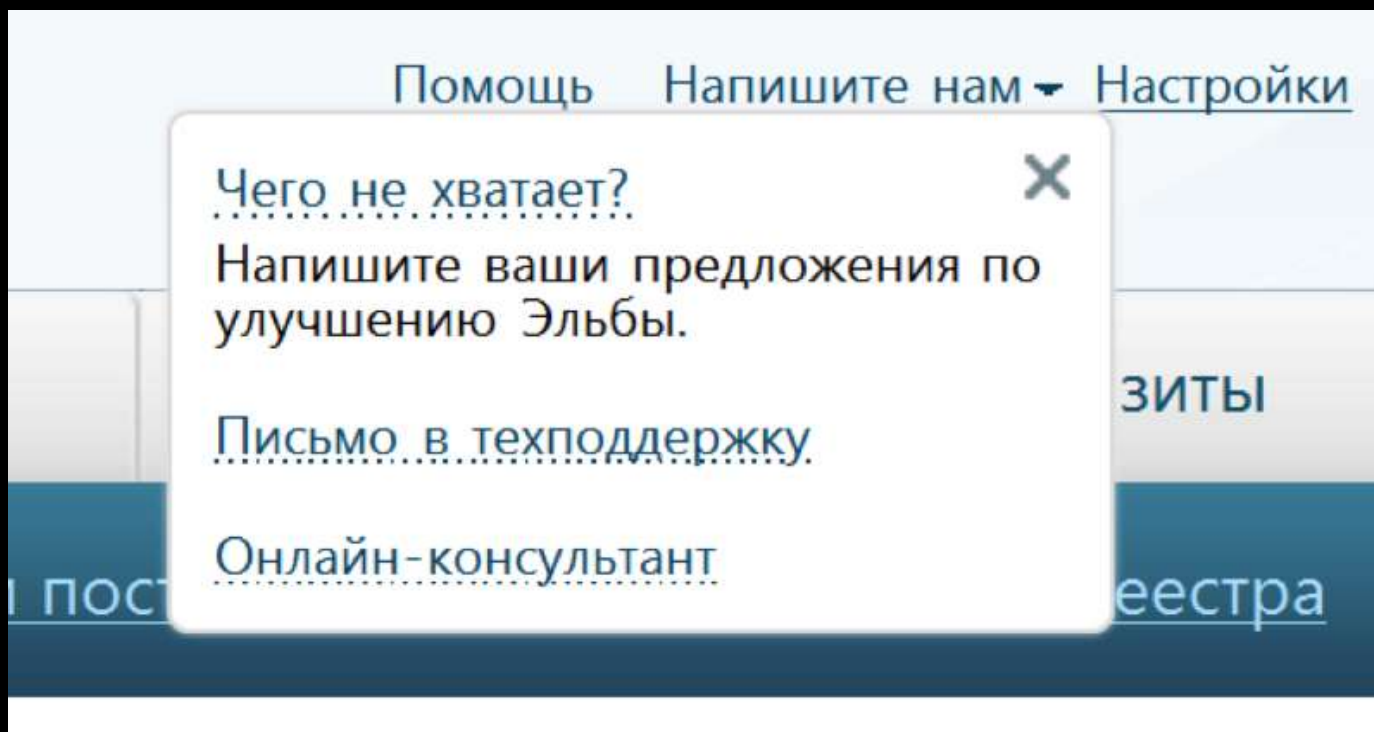 Помощь Напишите нам Настройки
Чего не хватает?
Напишите ваши предложения по
улучшению Эльбы.
зиты
Письмо в техподдержку
Онлайн-консультант
пост еестра